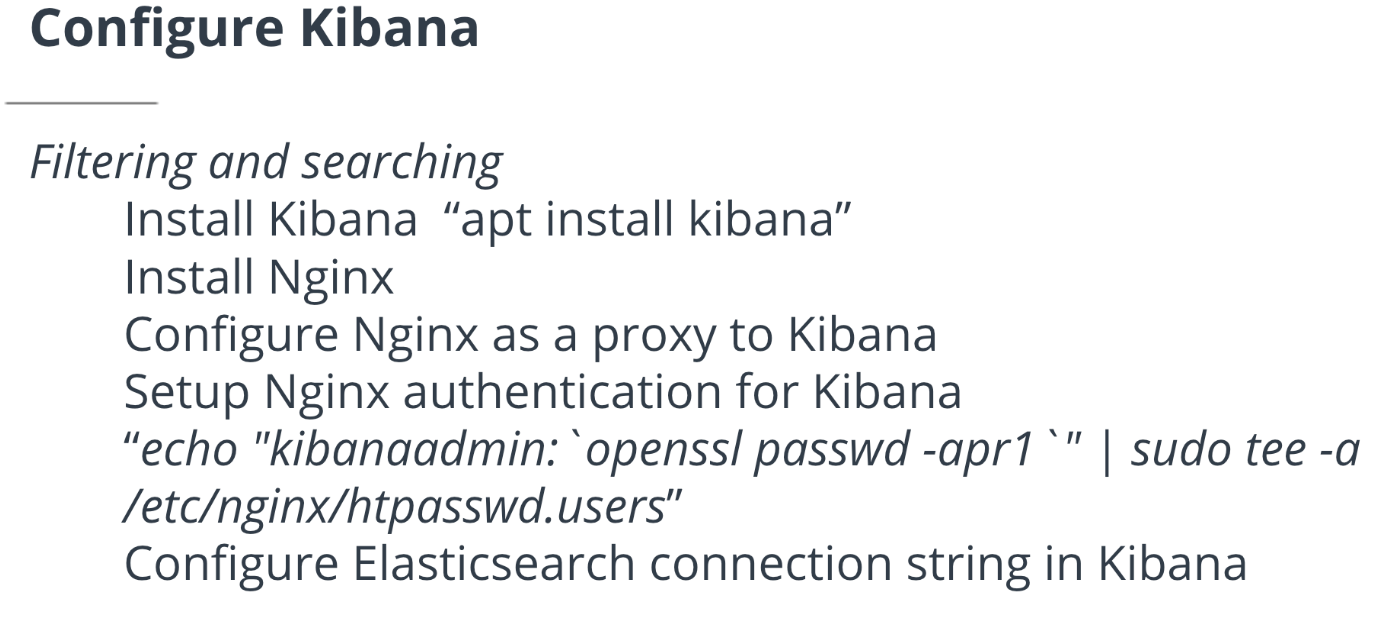 Configure Kibana
Filtering and searching
Install Kibana  “apt install kibana”
Install Nginx
Configure Nginx as a proxy to Kibana
Setup Nginx authentication for Kibana
“echo "kibanaadmin:`openssl passwd -apr1`" | sudo tee -a
/etc/nginx/htpasswd.users”
Configure Elasticsearch connection string in Kibana